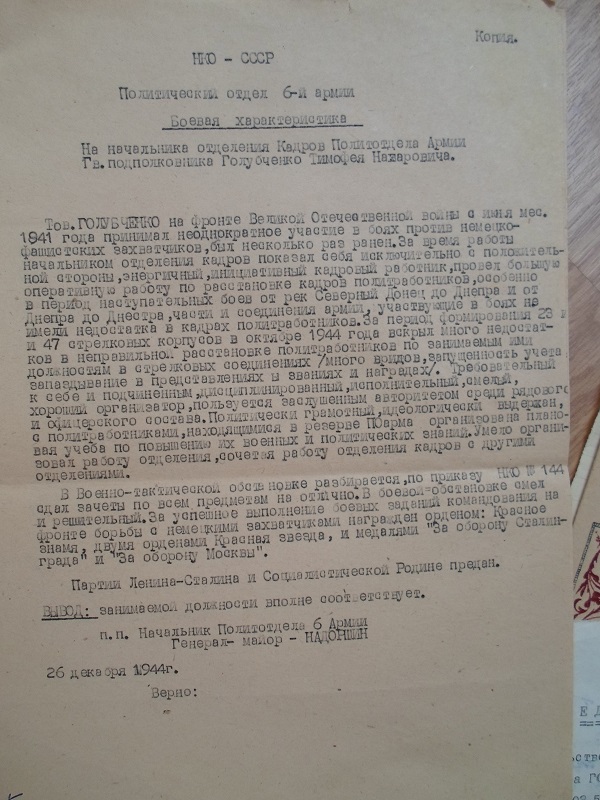 Копия.
НКО - СССР
Политический отдел 6-й армии
Боевая характеристика
На начальника отделения Кадров Политотдела Армии
Гв.подполковника Голубченко Тимофея Назаровича.
Тов.ГОЛУБЧЕНКО на фронте Великой Отечественной войны с июня мес.
1941 года принимал неоднократное участие в боях против немецко-
фашистских захватчиков,был несколько раз ранен.За время работы
начальником отделения кадров показал себя исключительно с положитель-
ной стороны,энергичный,инициативный кадровый работник,провел большую
оперативную работу по расстановке кадров политработников,особенно
в период наступательных боев от рек Северный Донец до Днепра и от
Днепра до Днестра,части и соединения армии, участвующие в боях не
имели недостатка в кадрах политработников.За период формирования 23 и
и 47 стрелковых корпусов в октябре 1944 года вскрыл много недостат-
ков в неправильной расстановке политработников по занимаемым ими
должностям в стрелковых соединениях /много вридов,запущенность учета
запаздывание в представлениях ы званиях и наградах/. Требовательный
к себе и подчиненным,дисциплинированный,исполнительный,смелый,
хороший организатор,пользуется заслушенным авторитетом среди рядового
и офицерского состава.Политически грамотный,идеологически выдержан,
с политработниками,находящимися в резерве ПОарма организована плано-
вая учеба по повышению их военных и политических знаний.Умело органи-
зовал работу отделения,сочетая работу отделения кадров с другими
отделениями.
В Военно-тактической обстновке разбирается,по приказу НКО № 144
сдал зачеты по всем предметам на отлично.В боевой обстановке смел
и решительный.За успешное выполнение боевых заданий командования на
фронте борьбы с немецкими захватчиками награжден орденом: Красное
знамя, двумя орденами Красная звезда, и медалями "За оборону Сталин-
града" и "За оборону Москвы".
Партии Ленина-Сталина и Социалистической Родине предан.
ВЫВОД: занимаемой должности вполне соответствует.
п.п. Начальник Политотдела 6 Армии
Генерал- майор - НАДОРШИН
26 декабря 1944г.
Верно:
Е Д